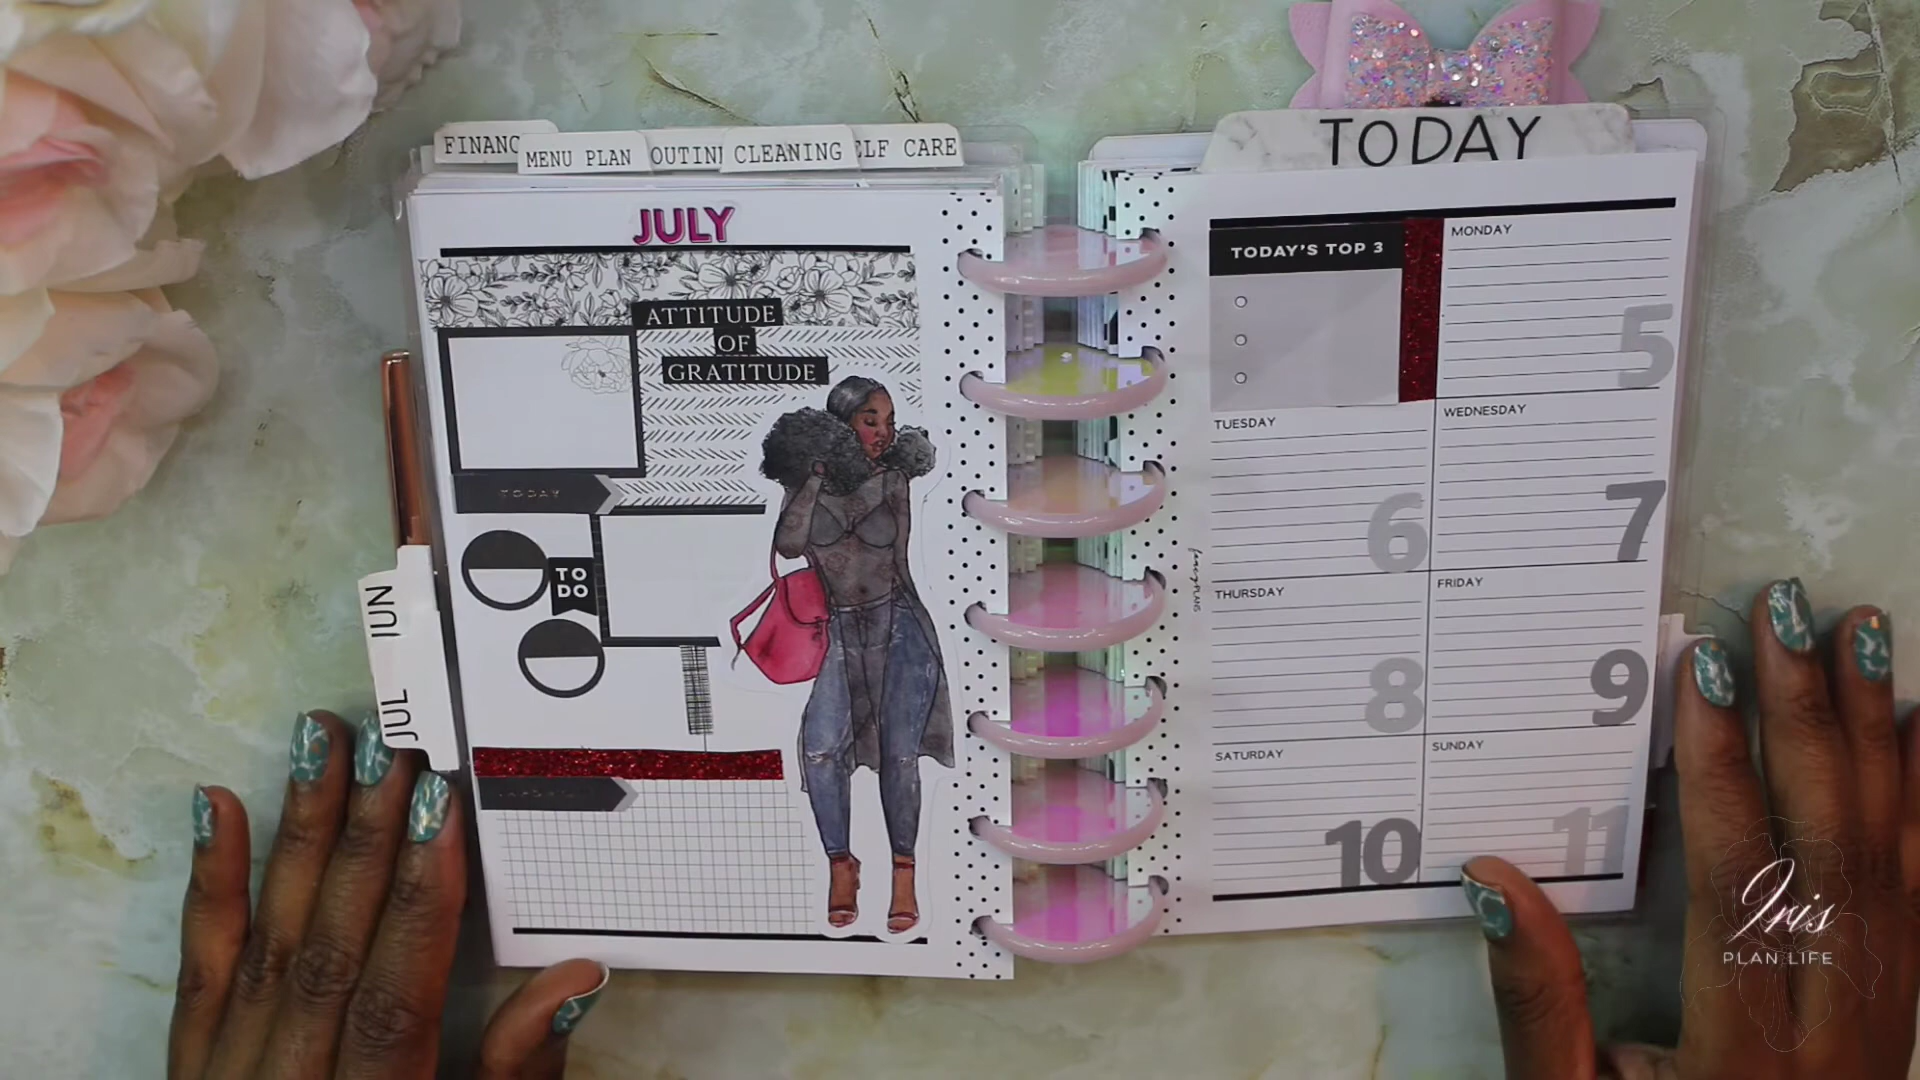 FINANC
MENU PLAN
OUTIN
CLEANING
ELF CARE
TODAY
JULY
ATTITUDE
OF
GRATITUDE
TODAY
TO
DO
JUN
JUL
TODAY'S TOP 3
MONDAY
5
TUESDAY
6
WEDNESDAY
7
THURSDAY
8
FRIDAY
9
SATURDAY
10
SUNDAY
11
Iris
PLAN LIFE